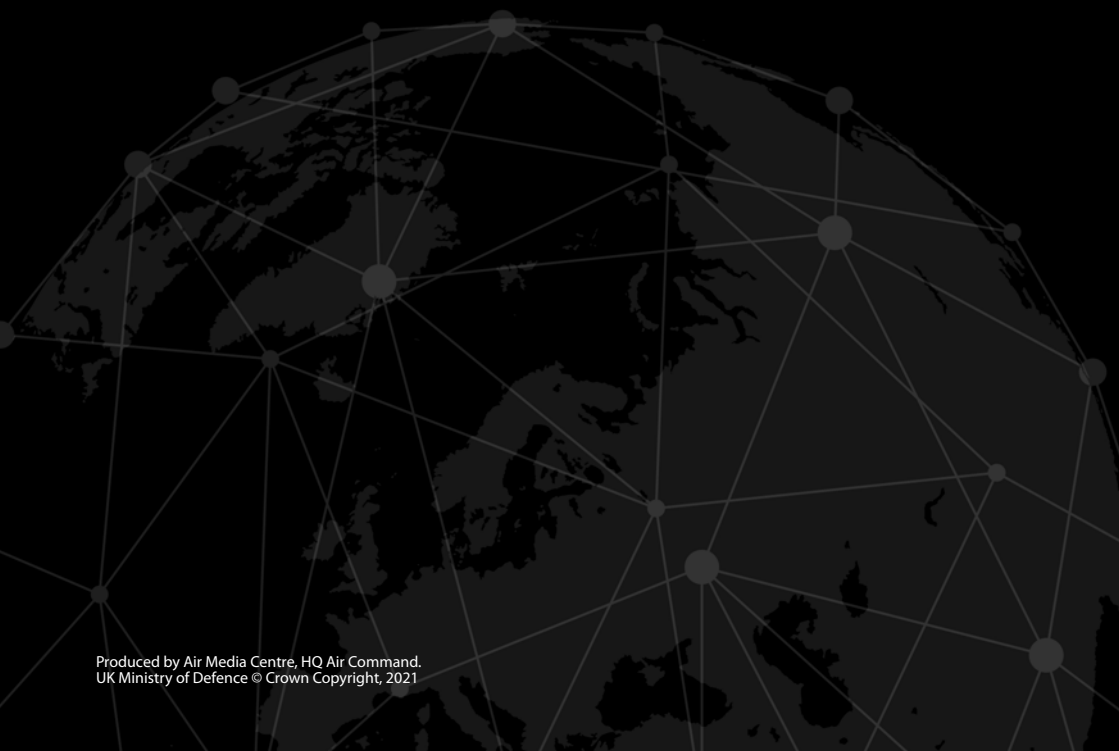 Produced by Air Media Centre, HQ Air Command.
UK Ministry of Defence © Crown Copyright, 2021